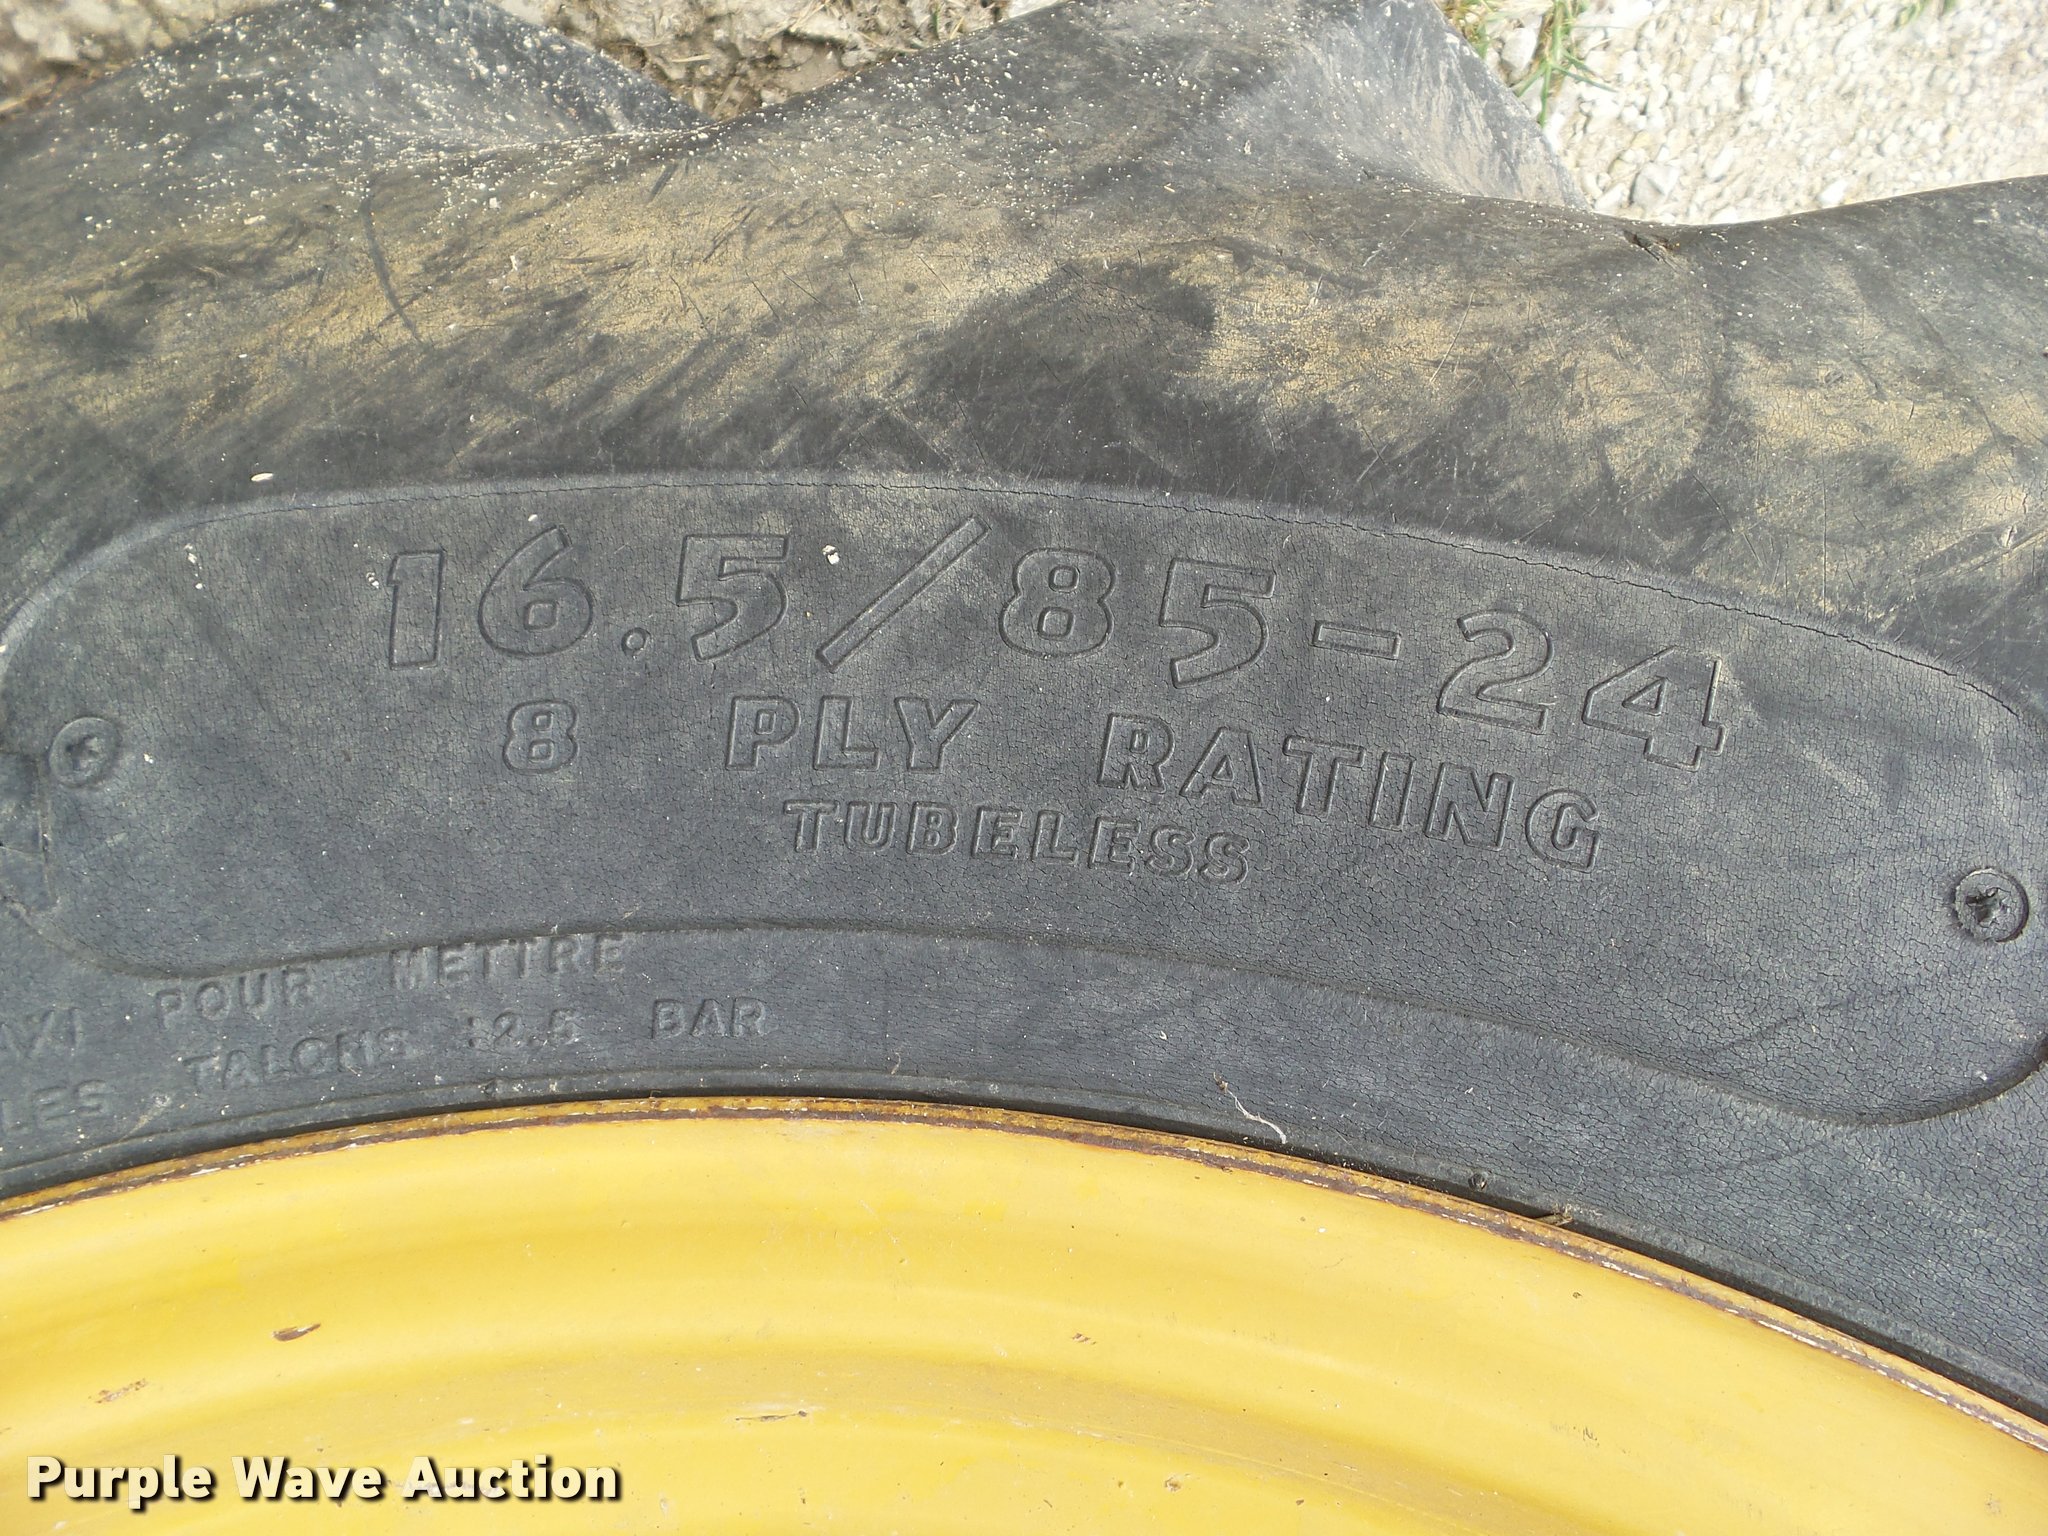 16.5/85-24
8 PLY RATING
TUBELESS
POUR METTRE
TALONS :2.5 BAR
Purple Wave Auction